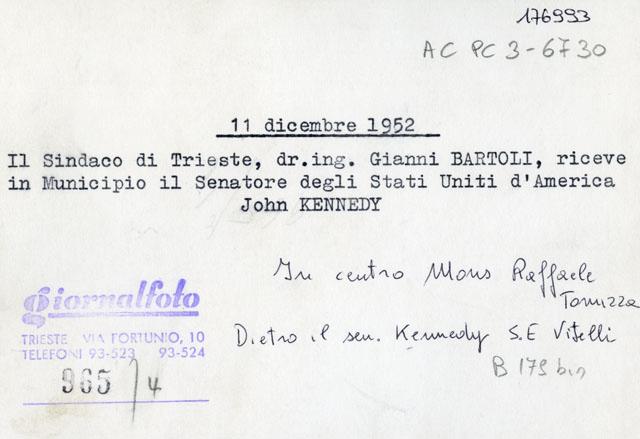 176993
AC PC 3-6730
11 dicembre 1952
Il Sindaco di Trieste, dr.ing. Gianni BARTOLI, riceve
in Municipio il Senatore degli Stati Uniti d'America
John KENNEDY
In centro Mons Raffaele
Tomizza
Dietro il sen. Kennedy S.E Vitelli
B 179 bis
giornalfoto
TRIESTE VIA FORTUNIO, 10
TELEFONI 93-523 93-524
965/4